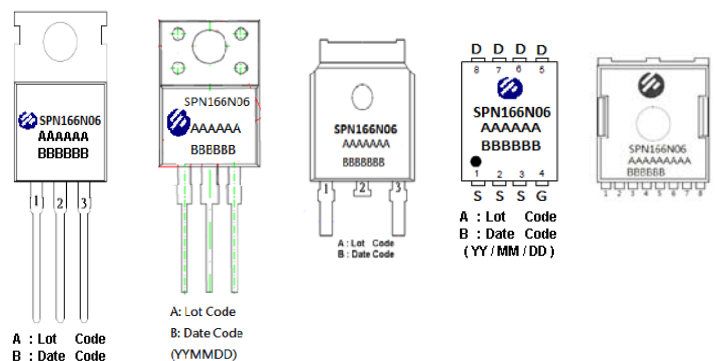 SPN166N06
AAAAAA
BBBBBB
1 2 3
A : Lot Code
B : Date Code
SPN166N06
AAAAAA
BBBBBB
A: Lot Code
B: Date Code
(YYMMDD)
SPN166N06
AAAAAAA
BBBBBBB
1 2 3
A : Lot Code
B : Date Code
D D D D
8 7 6 5
SPN166N06
AAAAAA
BBBBBB
1 2 3 4
S S S G
A : Lot Code
B : Date Code
( YY / MM / DD )
SPN166N06
AAAAAAAAA
BBBBBB
1 2 3 4 5 6 7 8